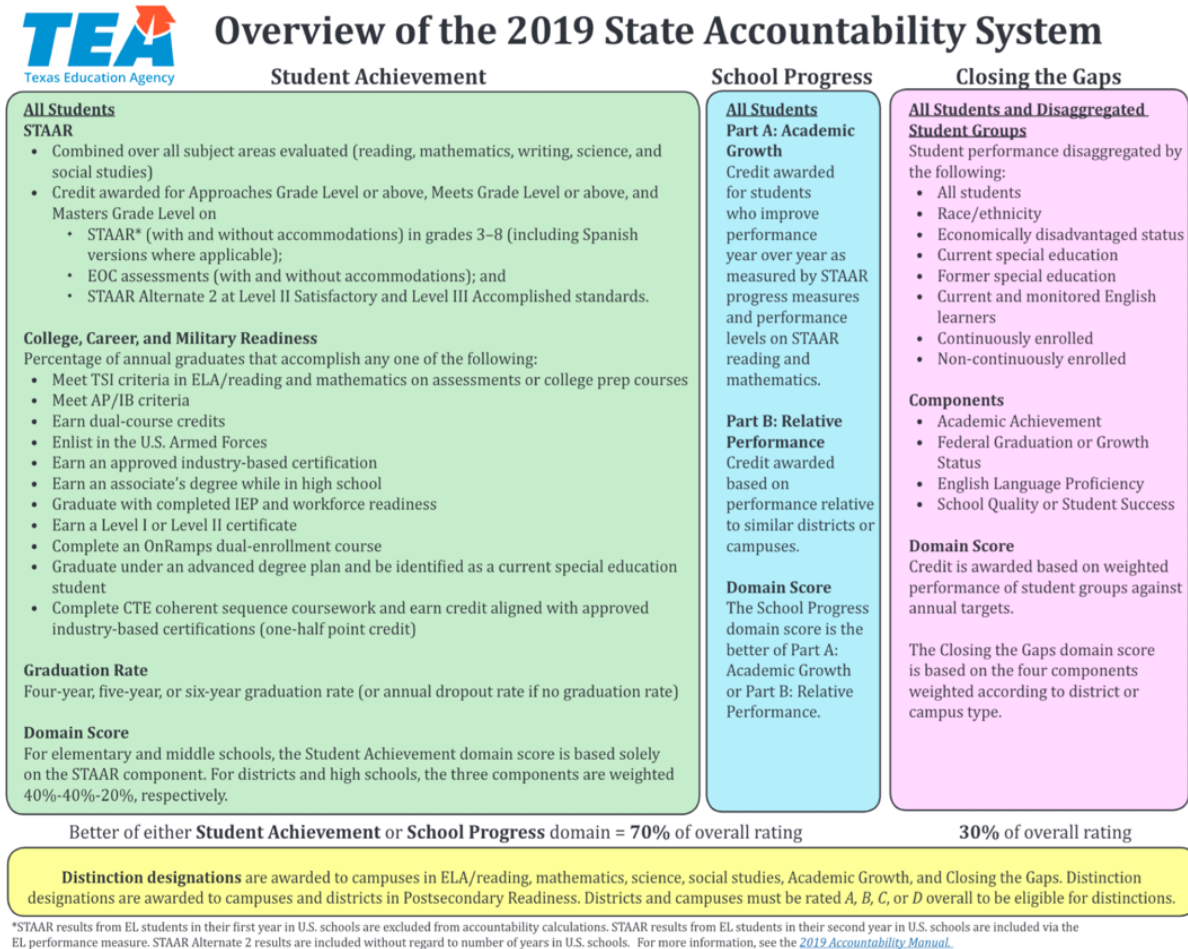 TEA
Texas Education Agency
Overview of the 2019 State Accountability System
Student Achievement
All Students
STAAR
• Combined over all subject areas evaluated (reading, mathematics, writing, science, and
social studies)
• Credit awarded for Approaches Grade Level or above, Meets Grade Level or above, and
Masters Grade Level on
• STAAR* (with and without accommodations) in grades 3–8 (including Spanish
versions where applicable);
• EOC assessments (with and without accommodations); and
• STAAR Alternate 2 at Level II Satisfactory and Level III Accomplished standards.
College, Career, and Military Readiness
Percentage of annual graduates that accomplish any one of the following:
• Meet TSI criteria in ELA/reading and mathematics on assessments or college prep courses
• Meet AP/IB criteria
• Earn dual-course credits
• Enlist in the U.S. Armed Forces
• Earn an approved industry-based certification
• Earn an associate's degree while in high school
• Graduate with completed IEP and workforce readiness
• Earn a Level I or Level II certificate
• Complete an OnRamps dual-enrollment course
• Graduate under an advanced degree plan and be identified as a current special education
student
• Complete CTE coherent sequence coursework and earn credit aligned with approved
industry-based certifications (one-half point credit)
Graduation Rate
Four-year, five-year, or six-year graduation rate (or annual dropout rate if no graduation rate)
Domain Score
For elementary and middle schools, the Student Achievement domain score is based solely
on the STAAR component. For districts and high schools, the three components are weighted
40%-40%-20%, respectively.
School Progress
All Students
Part A: Academic
Growth
Credit awarded
for students
who improve
performance
year over year as
measured by STAAR
progress measures
and performance
levels on STAAR
reading and
mathematics.
Part B: Relative
Performance
Credit awarded
based on
performance relative
to similar districts or
campuses.
Domain Score
The School Progress
domain score is the
better of Part A:
Academic Growth
or Part B: Relative
Performance.
Closing the Gaps
All Students and Disaggregated
Student Groups
Student performance disaggregated by
the following:
• All students
• Race/ethnicity
• Economically disadvantaged status
• Current special education
• Former special education
• Current and monitored English
learners
• Continuously enrolled
• Non-continuously enrolled
Components
• Academic Achievement
• Federal Graduation or Growth
Status
• English Language Proficiency
• School Quality or Student Success
Domain Score
Credit is awarded based on weighted
performance of student groups against
annual targets.
The Closing the Gaps domain score
is based on the four components
weighted according to district or
campus type.
Better of either Student Achievement or School Progress domain = 70% of overall rating
30% of overall rating
Distinction designations are awarded to campuses in ELA/reading, mathematics, science, social studies, Academic Growth, and Closing the Gaps. Distinction
designations are awarded to campuses and districts in Postsecondary Readiness. Districts and campuses must be rated A, B, C, or D overall to be eligible for distinctions.
*STAAR results from EL students in their first year in U.S. schools are excluded from accountability calculations. STAAR results from EL students in their second year in U.S. schools are included via the
EL performance measure. STAAR Alternate 2 results are included without regard to number of years in U.S. schools. For more information, see the 2019 Accountability Manual.